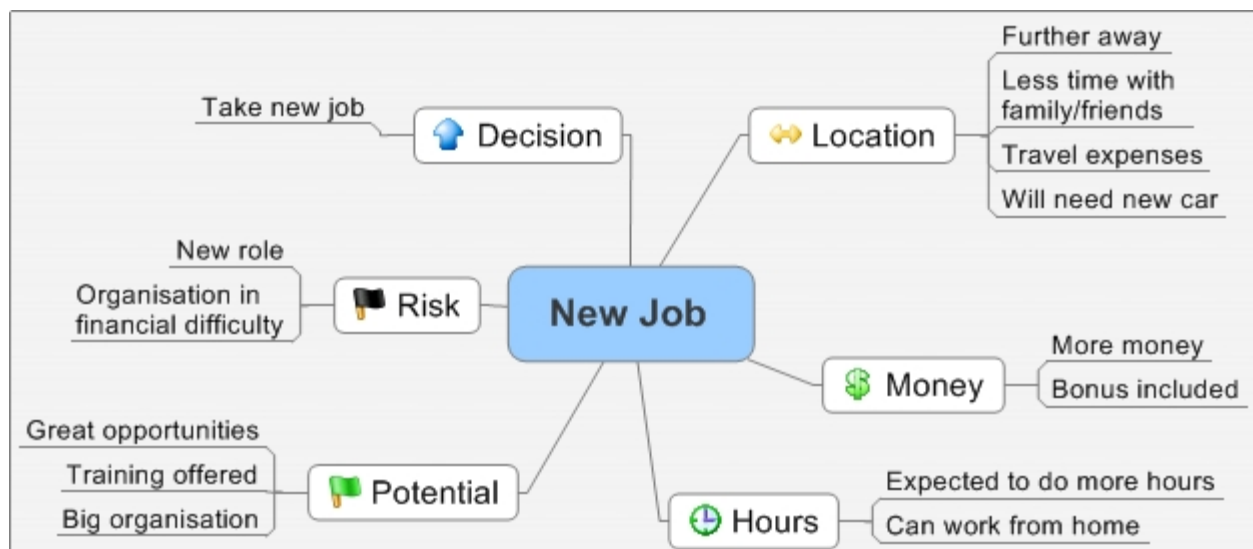 New Job
Location
Further away
Less time with
family/friends
Travel expenses
Will need new car
Money
More money
Bonus included
Hours
Expected to do more hours
Can work from home
Potential
Great opportunities
Training offered
Big organisation
Risk
New role
Organisation in
financial difficulty
Decision
Take new job